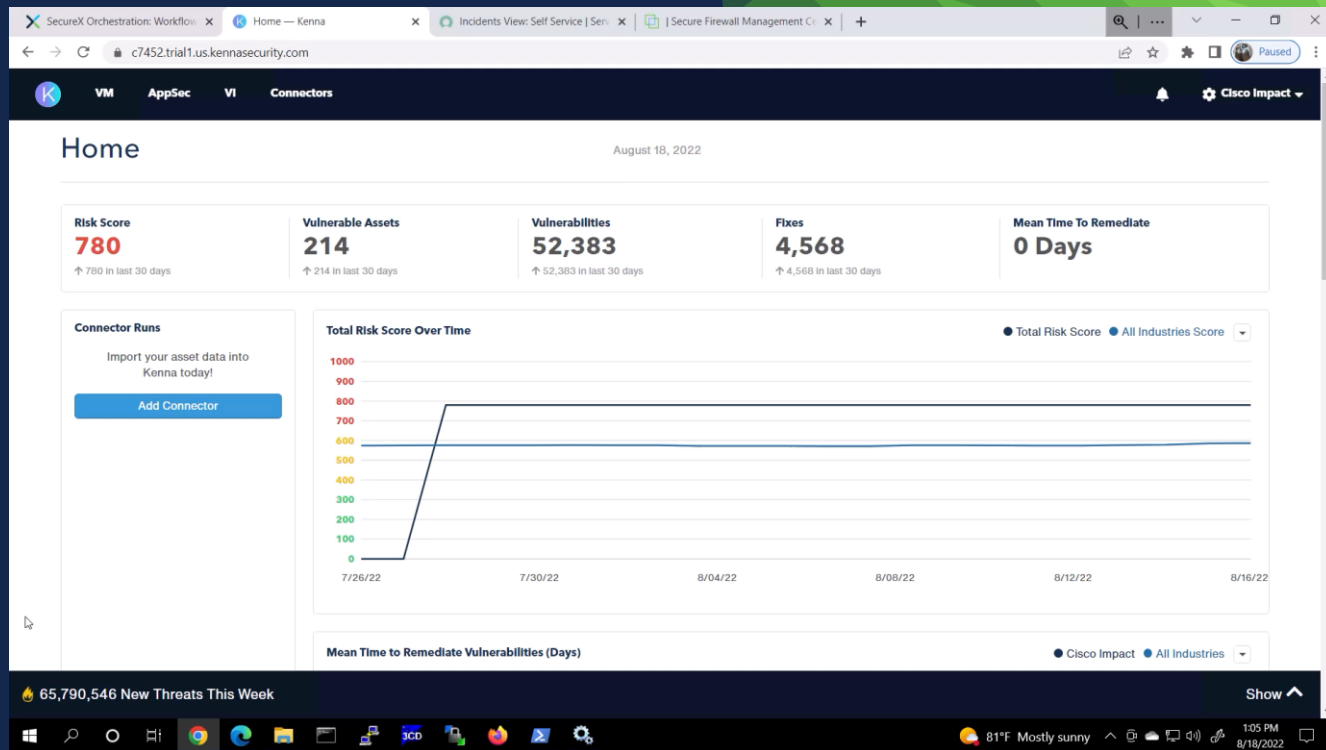 SecureX Orchestration: Workflow
Home — Kenna
Incidents View: Self Service | Serv
| Secure Firewall Management Ce
c7452.trial1.us.kennasecurity.com
Paused
K
VM
AppSec
VI
Connectors
Cisco Impact
Home
August 18, 2022
Risk Score
780
↑ 780 in last 30 days
Vulnerable Assets
214
↑ 214 in last 30 days
Vulnerabilities
52,383
↑ 52,383 in last 30 days
Fixes
4,568
↑ 4,568 in last 30 days
Mean Time To Remediate
0 Days
Connector Runs
Import your asset data into
Kenna today!
Add Connector
Total Risk Score Over Time
Total Risk Score
All Industries Score
1000
900
800
700
600
500
400
300
200
100
0
7/26/22
7/30/22
8/04/22
8/08/22
8/12/22
8/16/22
Mean Time to Remediate Vulnerabilities (Days)
Cisco Impact
All Industries
65,790,546 New Threats This Week
Show
3CD
81°F Mostly sunny
1:05 PM
8/18/2022